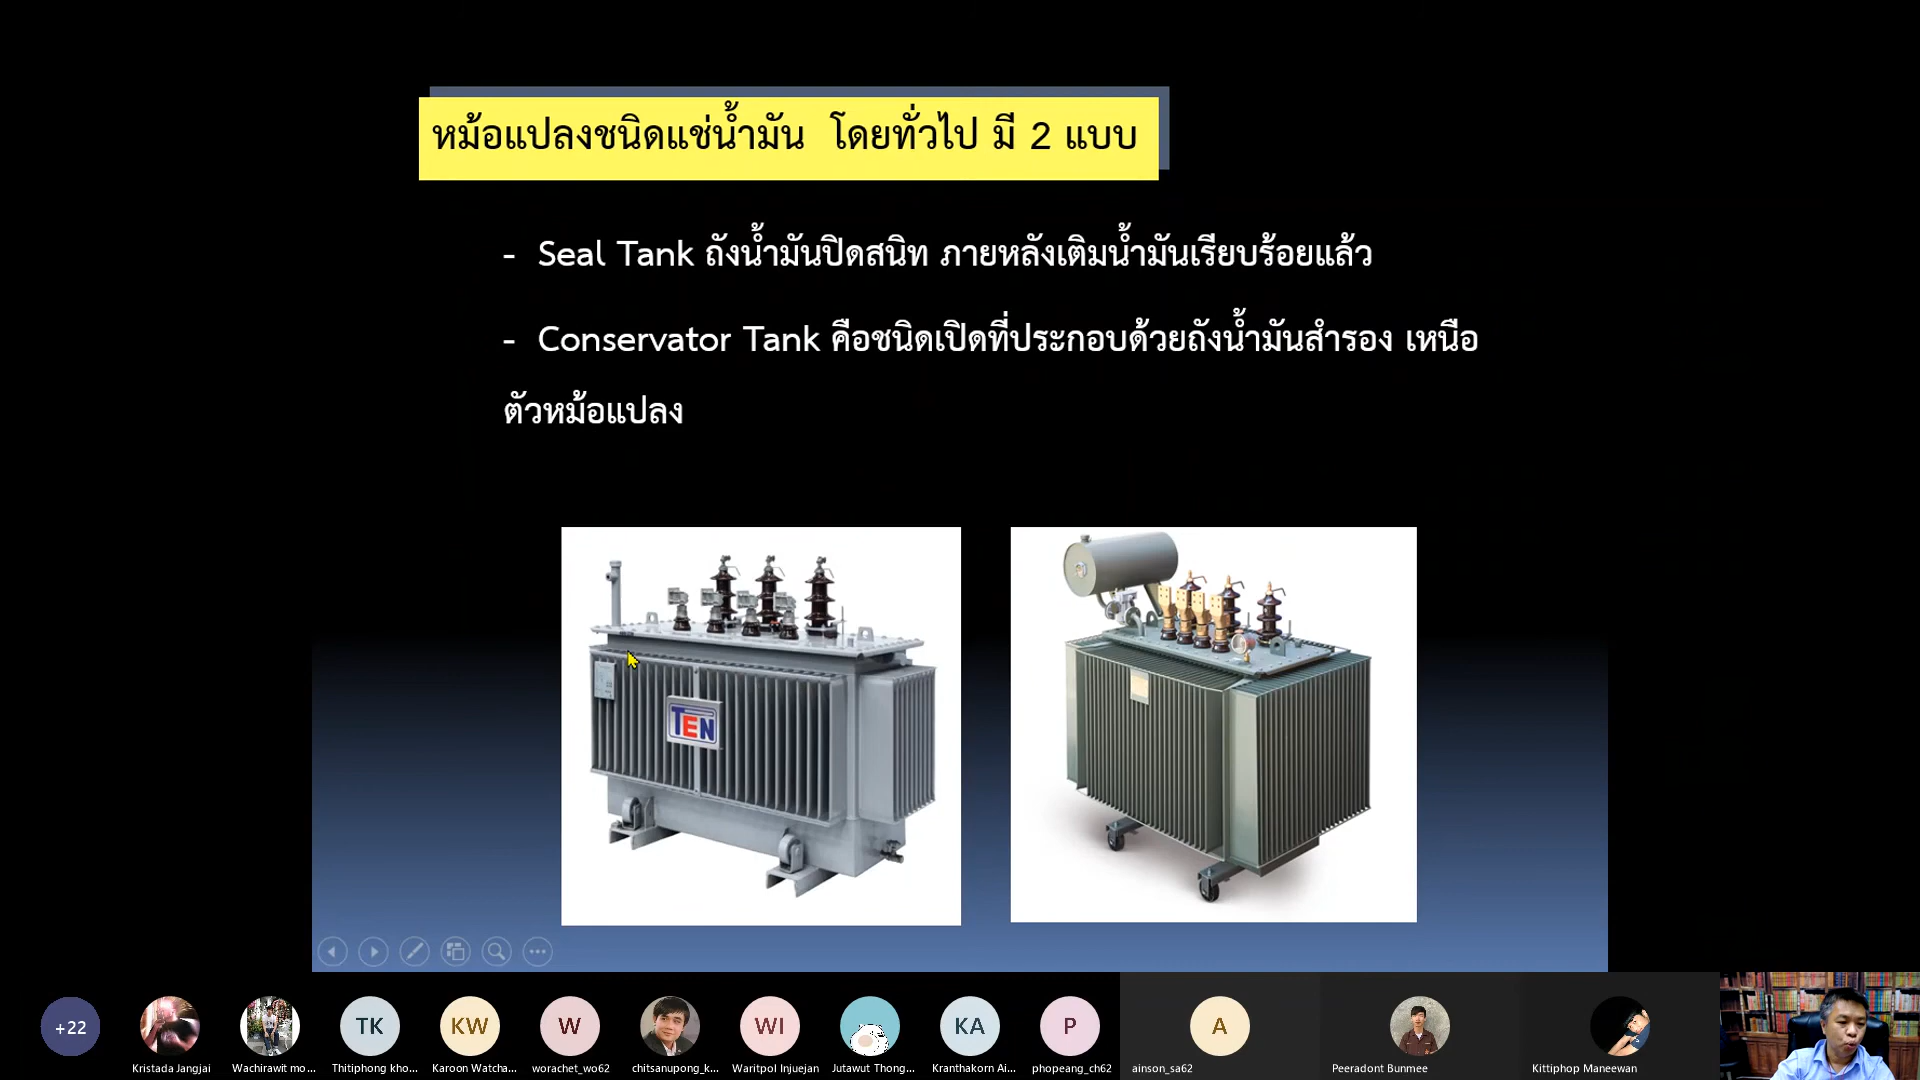 หม้อแปลงชนิดแช่น้ำมัน โดยทั่วไป มี 2 แบบ
- Seal Tank ถังน้ำมันปิดสนิท ภายหลังเติมน้ำมันเรียบร้อยแล้ว
- Conservator Tank คือชนิดเปิดที่ประกอบด้วยถังน้ำมันสำรอง เหนือ
ตัวหม้อแปลง
TEN
+22
TK
KW
W
WI
KA
P
A
Kristada Jangjai
Wachirawit mo...
Thitiphong kho...
Karoon Watcha...
worachet_wo62
chitsanupong_k...
Waritpol Injuejan
Jutawut Thong...
Kranthakorn Ai...
phopeang_ch62
ainson_sa62
Peeradont Bunmee
Kittiphop Maneewan